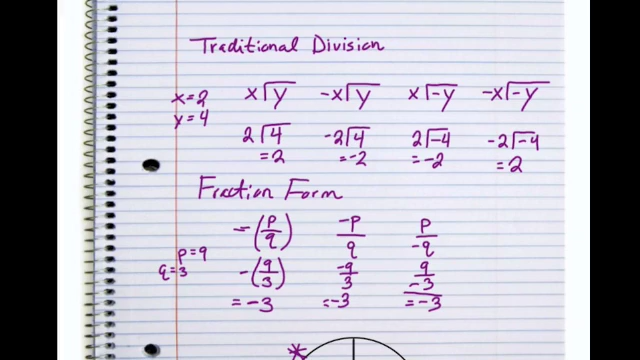 Traditional Division
x=2
y=4
x√y -x√y x√-y -x√-y
2√4 -2√4 2√-4 -2√-4
=2 =-2 =-2 =2
Fraction Form
p=9
q=3
-(p/q) -p/q p/-q
-(9/3) -9/3 9/-3
=-3 =-3 =-3